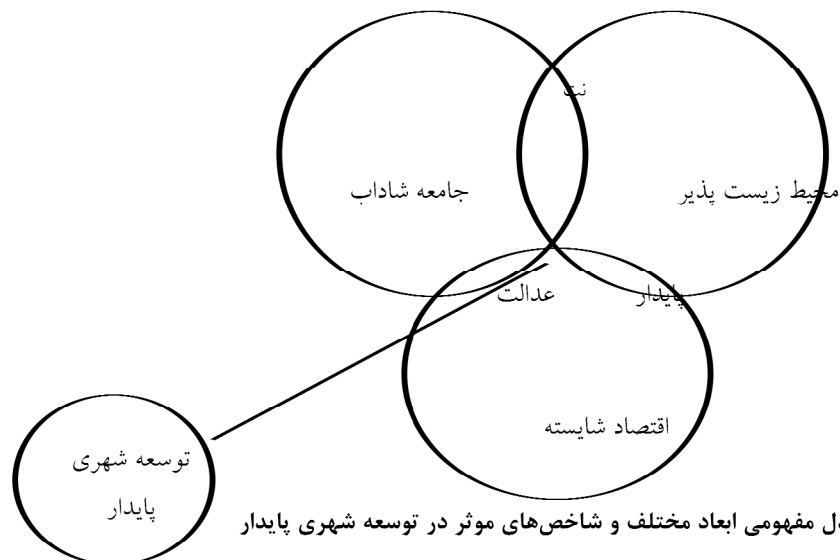 نت
جامعه شاداب
محیط زیست پذیر
عدالت
پایدار
اقتصاد شایسته
توسعه شهری
پایدار
دل مفهومی ابعاد مختلف و شاخص‌های موثر در توسعه شهری پایدار